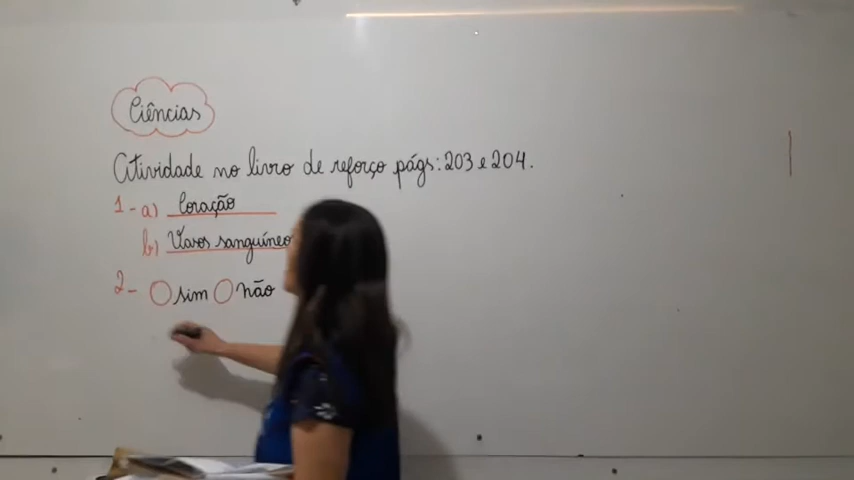 Ciências
Atividade no livro de reforço págs: 203 e 204.
1 - a) Coração
b) Vasos sanguíneo
2 - sim não